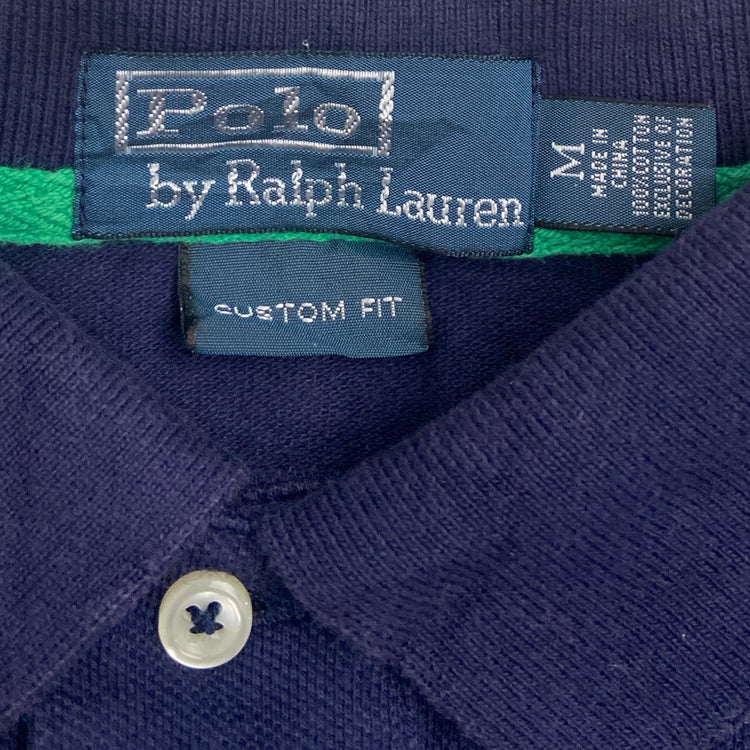 Polo
by Ralph Lauren
M
MADE IN
CHINA
100% COTTON
EXCLUSIVE OF
DECORATION
CUSTOM FIT